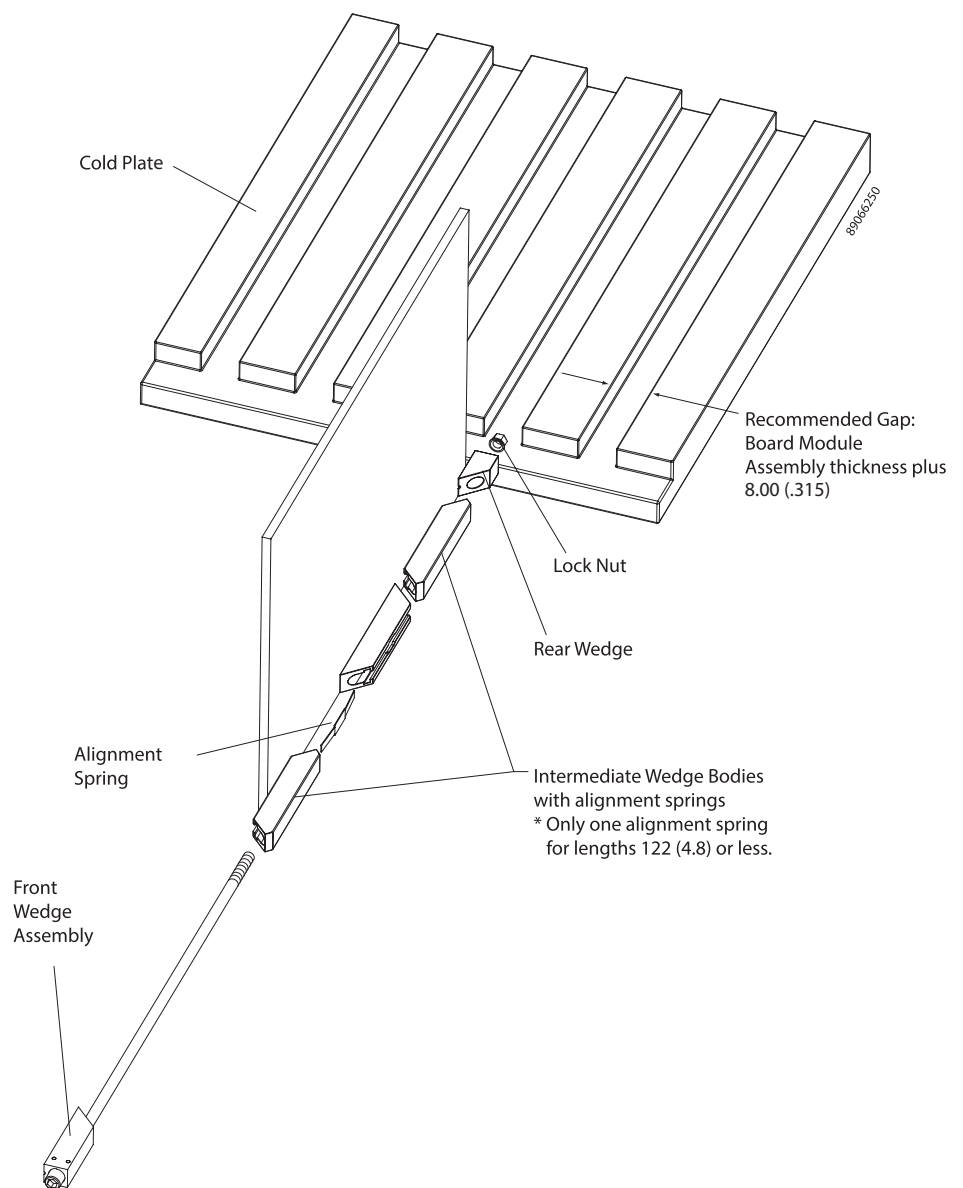 Cold Plate
89066250
Recommended Gap:
Board Module
Assembly thickness plus
8.00 (.315)
Lock Nut
Rear Wedge
Alignment
Spring
Intermediate Wedge Bodies
with alignment springs
* Only one alignment spring
for lengths 122 (4.8) or less.
Front
Wedge
Assembly